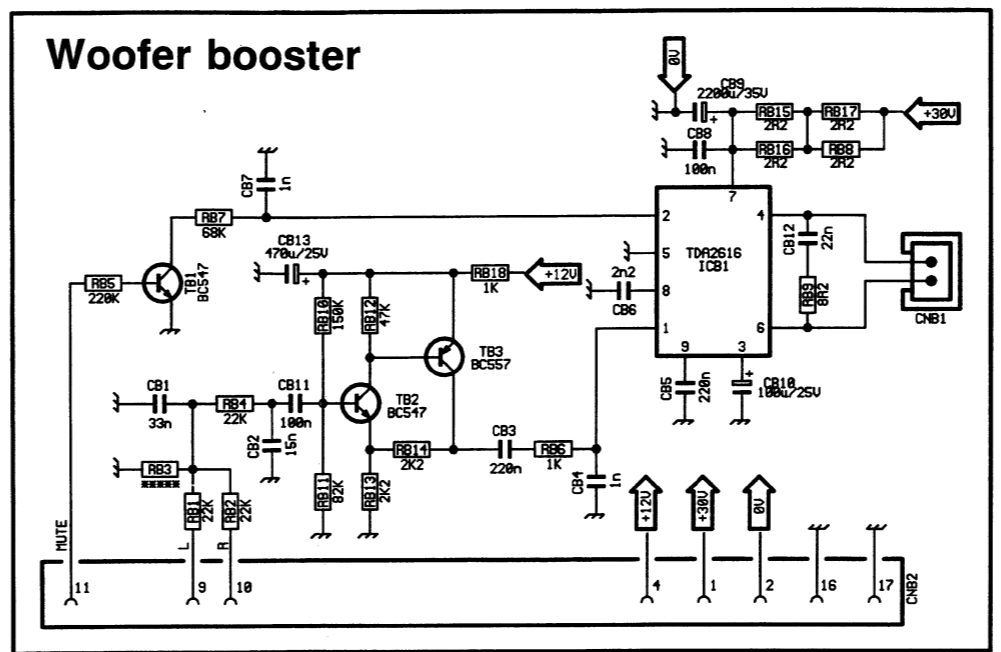 Woofer booster
0V
CB9
2200u/35V
+
RB15
2R2
RB17
2R2
+30V
CB8
100n
RB16
2R2
RB8
2R2
7
CB7
1n
RB7
68K
2
4
TDA2616
ICB1
5
8
1
6
9
3
CB12
22n
RB9
8R2
CNB1
CB13
470u/25V
+
RB18
1K
+12V
2n2
CB6
RB5
220K
TB1
BC547
RB10
150K
RB12
47K
TB3
BC557
TB2
BC547
CB5
220n
+
CB10
100u/25V
CB1
33n
RB4
22K
CB11
100n
CB2
15n
RB14
2K2
CB3
220n
RB6
1K
CB4
1n
RB3
*****
RB1
22K
RB2
22K
RB11
82K
RB13
2K2
MUTE
L
R
+12V
+30V
0V
11
9
10
4
1
2
16
17
CNB2